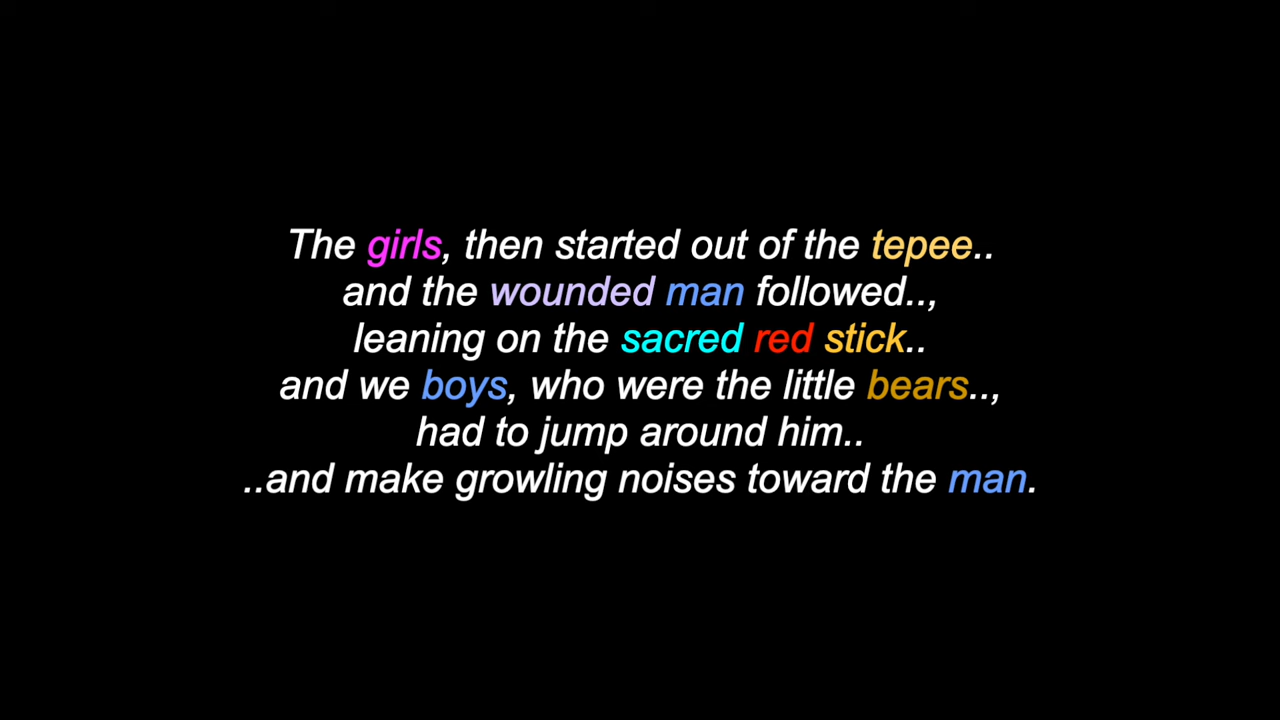 The girls, then started out of the tepee..
and the wounded man followed..,
leaning on the sacred red stick..
and we boys, who were the little bears..,
had to jump around him..
..and make growling noises toward the man.